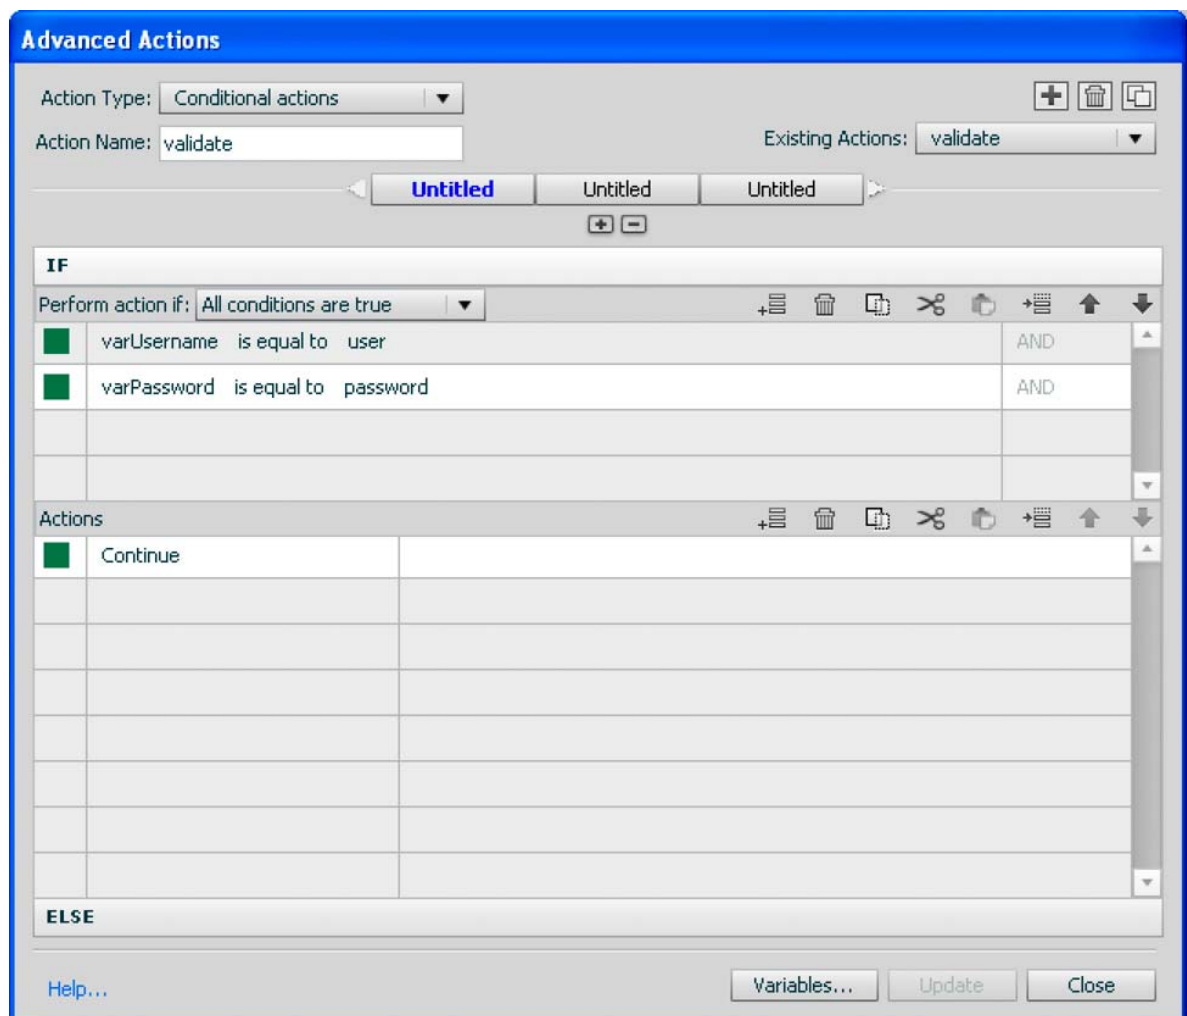 Advanced Actions
Action Type: Conditional actions
Action Name: validate
Existing Actions: validate
Untitled Untitled Untitled
IF
Perform action if: All conditions are true
varUsername is equal to user AND
varPassword is equal to password AND
Actions
Continue
ELSE
Help... Variables... Update Close